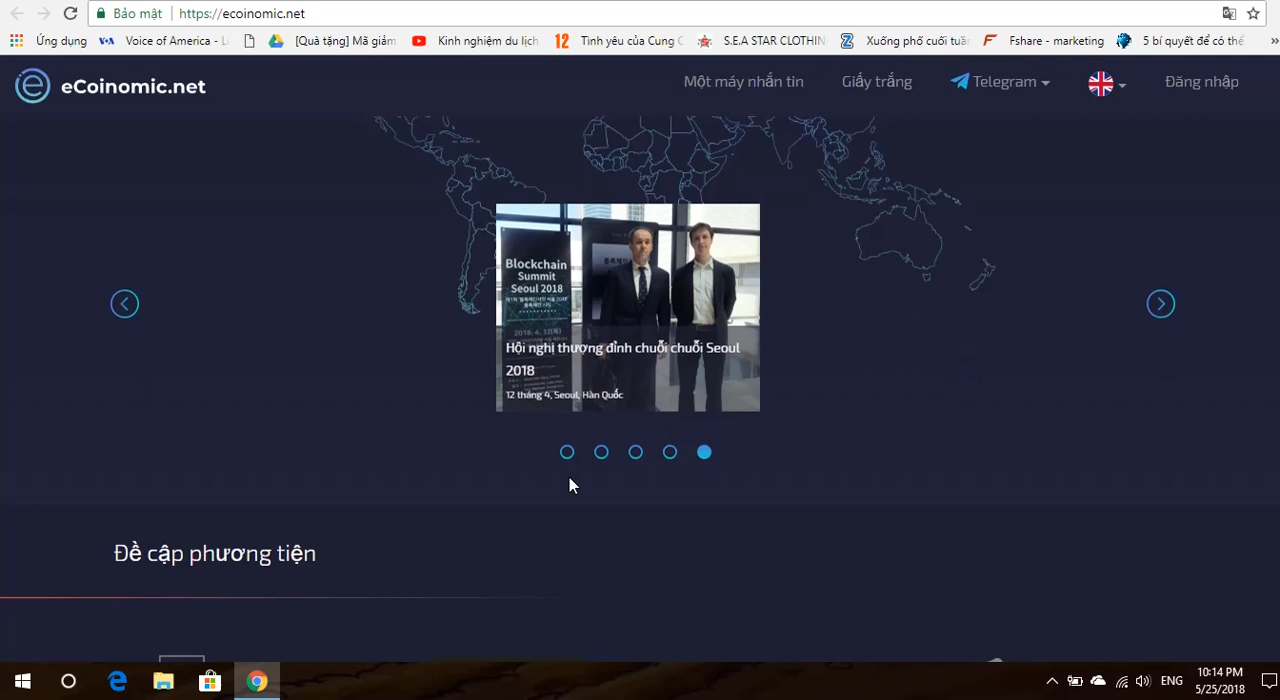 Bảo mật | https://ecoinomic.net
Ứng dụng VOA Voice of America - L [Quà tặng] Mã giảm Kinh nghiệm du lịch 12 Tình yêu của Cung C S.E.A STAR CLOTHIN Z Xuống phố cuối tuần F Fshare - marketing 5 bí quyết để có thể »
eCoinomic.net Một máy nhắn tin Giấy trắng Telegram Đăng nhập
Blockchain
Summit
Seoul 2018
Hội nghị thượng đỉnh chuỗi chuỗi Seoul
2018
12 tháng 4, Seoul, Hàn Quốc
Đề cập phương tiện
ENG
10:14 PM
5/25/2018